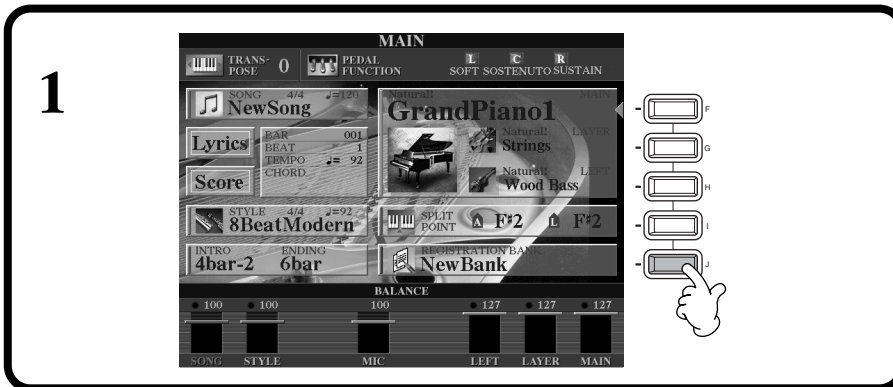 1
MAIN
TRANS-
POSE 0
PEDAL
FUNCTION
L C R
SOFT SOSTENUTO SUSTAIN
SONG 4/4 ♩=120
NewSong
Natural! MAIN
GrandPiano1
Lyrics
BAR 001
BEAT 1
TEMPO ♩= 92
CHORD
Score
Natural! LAYER
Strings
Natural! LEFT
Wood Bass
STYLE 4/4 ♩=92
8BeatModern
SPLIT
POINT A F♯2 L F♯2
INTRO ENDING
4bar-2 6bar
REGISTRATION BANK
NewBank
BALANCE
100 100 100 127 127 127
SONG STYLE MIC LEFT LAYER MAIN
F
G
H
I
J